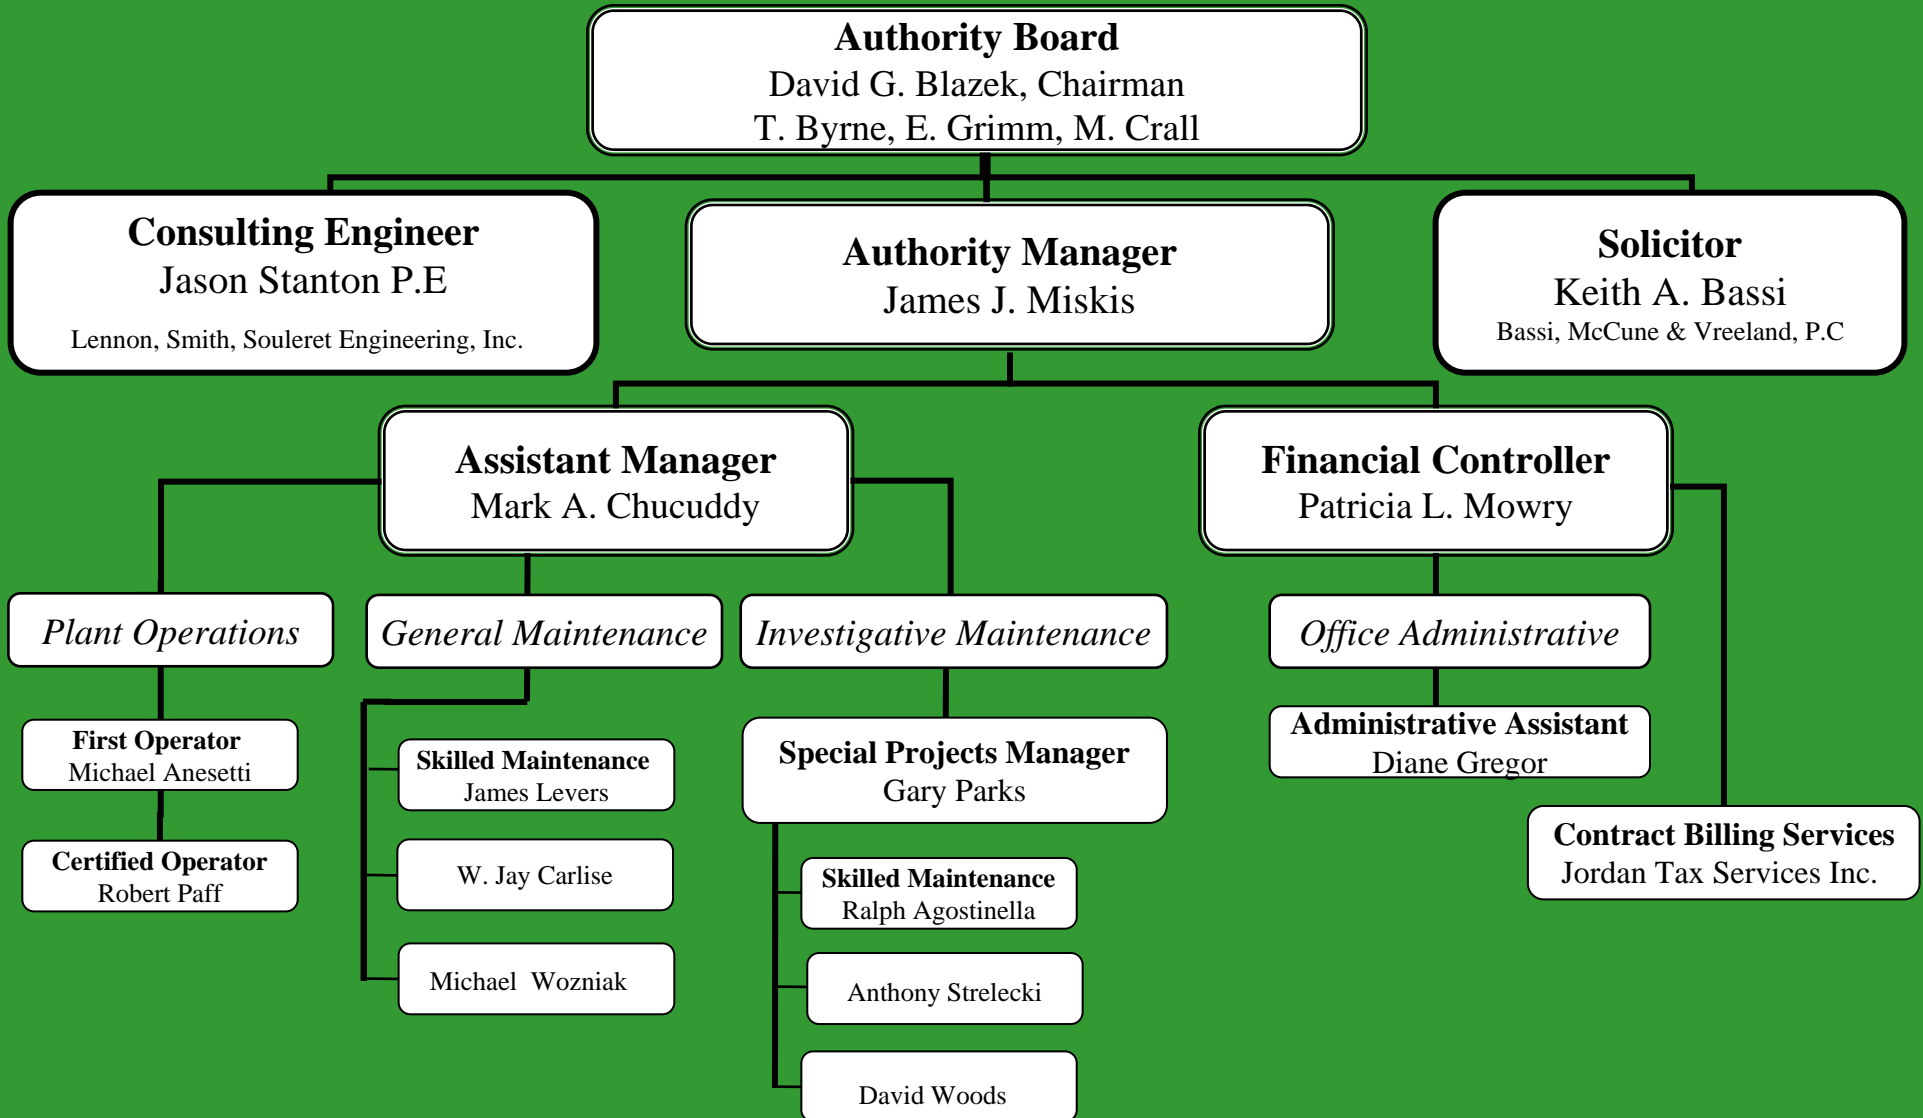 Authority Board
David G. Blazek, Chairman
T. Byrne, E. Grimm, M. Crall
Consulting Engineer
Jason Stanton P.E
Lennon, Smith, Souleret Engineering, Inc.
Authority Manager
James J. Miskis
Solicitor
Keith A. Bassi
Bassi, McCune & Vreeland, P.C
Assistant Manager
Mark A. Chucuddy
Financial Controller
Patricia L. Mowry
Plant Operations
General Maintenance
Investigative Maintenance
Office Administrative
First Operator
Michael Anesetti
Certified Operator
Robert Paff
Skilled Maintenance
James Levers
W. Jay Carlise
Michael  Wozniak
Special Projects Manager
Gary Parks
Skilled Maintenance
Ralph Agostinella
Anthony Strelecki
David Woods
Administrative Assistant
Diane Gregor
Contract Billing Services
Jordan Tax Services Inc.